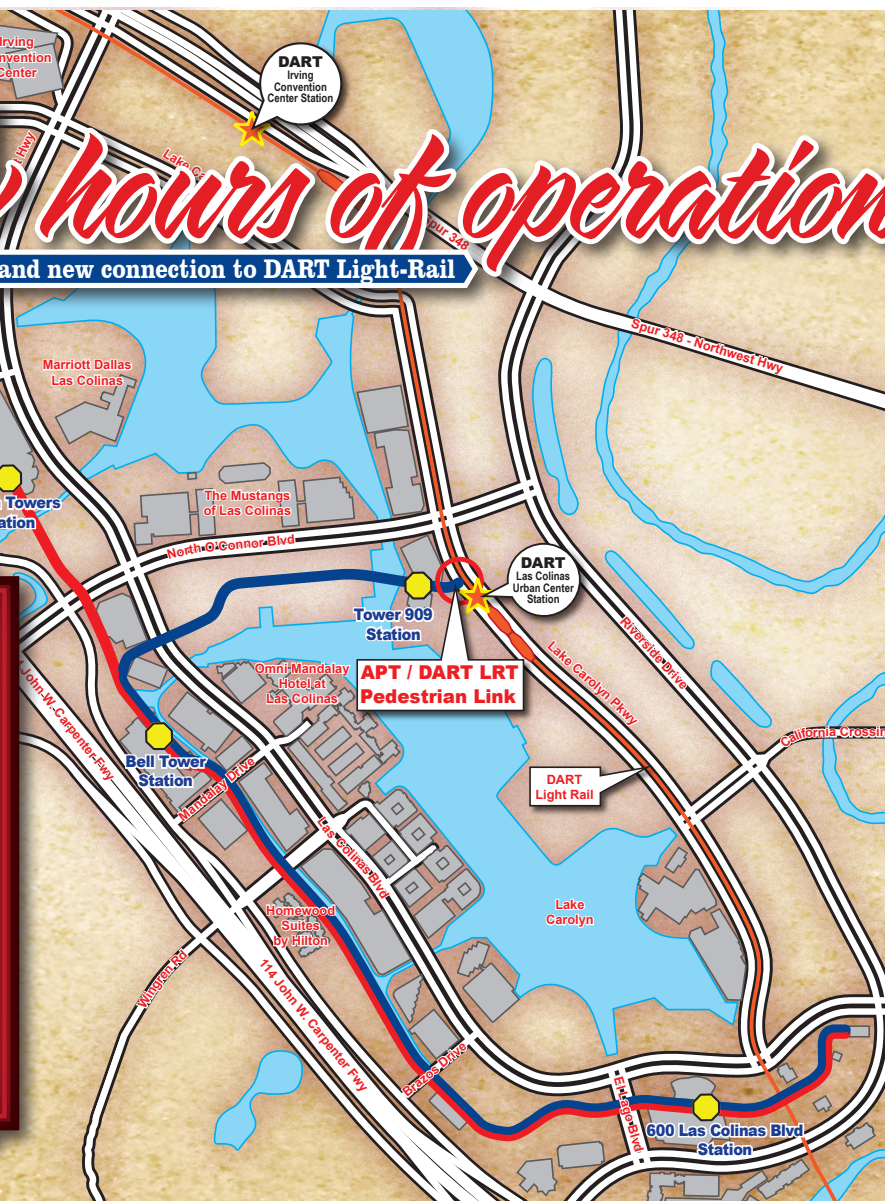 Irving
nvention
Center
DART
Irving
Convention
Center Station
Hwy
Lake
hours of operation
Spur 348
and new connection to DART Light-Rail
Spur 348 - Northwest Hwy
Marriott Dallas
Las Colinas
The Mustangs
of Las Colinas
Towers
ation
North O'Connor Blvd
DART
Las Colinas
Urban Center
Station
Tower 909
Station
APT / DART LRT
Pedestrian Link
Omni Mandalay
Hotel at
Las Colinas
Riverside Drive
Lake Carolyn Pkwy
John W. Carpenter Fwy
California Crossin
Bell Tower
Station
Mandalay Drive
DART
Light Rail
Las Colinas Blvd
Lake
Carolyn
Homewood
Suites
by Hilton
Wingren Rd
114 John W. Carpenter Fwy
Brazos Drive
El Lago Blvd
600 Las Colinas Blvd
Station